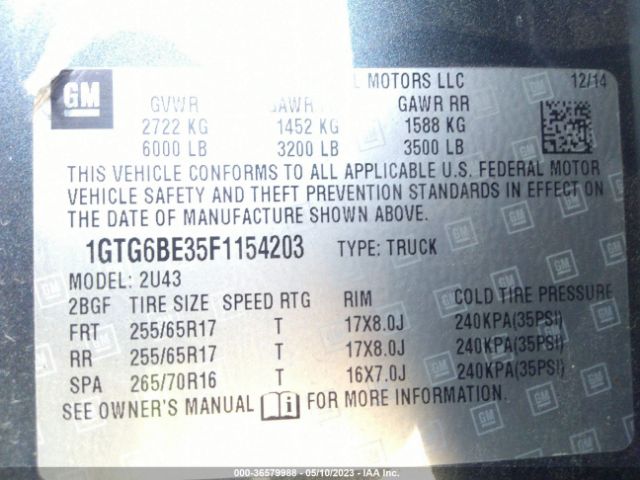 GM MOTORS LLC 12/14
GVWR GAWR RR
2722 KG 1452 KG 1588 KG
6000 LB 3200 LB 3500 LB
THIS VEHICLE CONFORMS TO ALL APPLICABLE U.S. FEDERAL MOTOR
VEHICLE SAFETY AND THEFT PREVENTION STANDARDS IN EFFECT ON
THE DATE OF MANUFACTURE SHOWN ABOVE.
1GTG6BE35F1154203 TYPE: TRUCK
MODEL: 2U43
2BGF TIRE SIZE SPEED RTG RIM COLD TIRE PRESSURE
FRT 255/65R17 T 17X8.0J 240KPA(35PSI)
RR 255/65R17 T 17X8.0J 240KPA(35PSI)
SPA 265/70R16 T 16X7.0J 240KPA(35PSI)
SEE OWNER'S MANUAL FOR MORE INFORMATION.
000-36579988 - 05/10/2023 - IAA Inc.